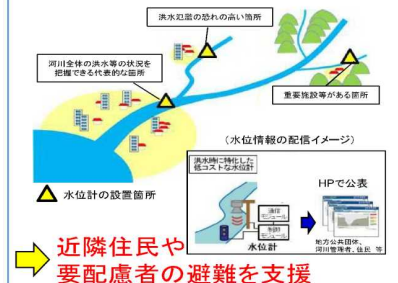 洪水氾濫の恐れの高い箇所
河川全体の洪水等の状況を
把握できる代表的な箇所
重要施設等がある箇所
(水位情報の配信イメージ)
洪水時に特化した
低コストな水位計
HPで公表
通信
モジュール
制御
モジュール
水位計
地方公共団体、
河川管理者、住民 等
水位計の設置箇所
近隣住民や
要配慮者の避難を支援